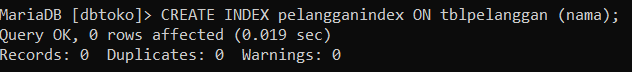 MariaDB [dbtoko]> CREATE INDEX pelangganindex ON tblpelanggan (nama);
Query OK, 0 rows affected (0.019 sec)
Records: 0  Duplicates: 0  Warnings: 0